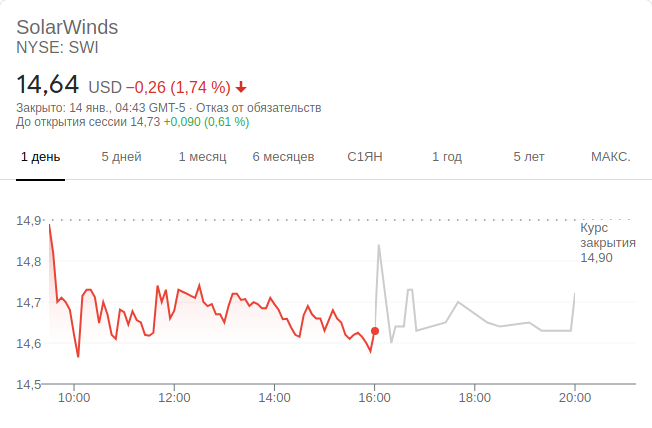 SolarWinds
NYSE: SWI
14,64 USD −0,26 (1,74 %)
Закрыто: 14 янв., 04:43 GMT-5 · Отказ от обязательств
До открытия сессии 14,73 +0,090 (0,61 %)
1 день 5 дней 1 месяц 6 месяцев С1ЯН 1 год 5 лет МАКС.
14,9
Курс
закрытия
14,90
14,8
14,7
14,6
14,5
10:00 12:00 14:00 16:00 18:00 20:00